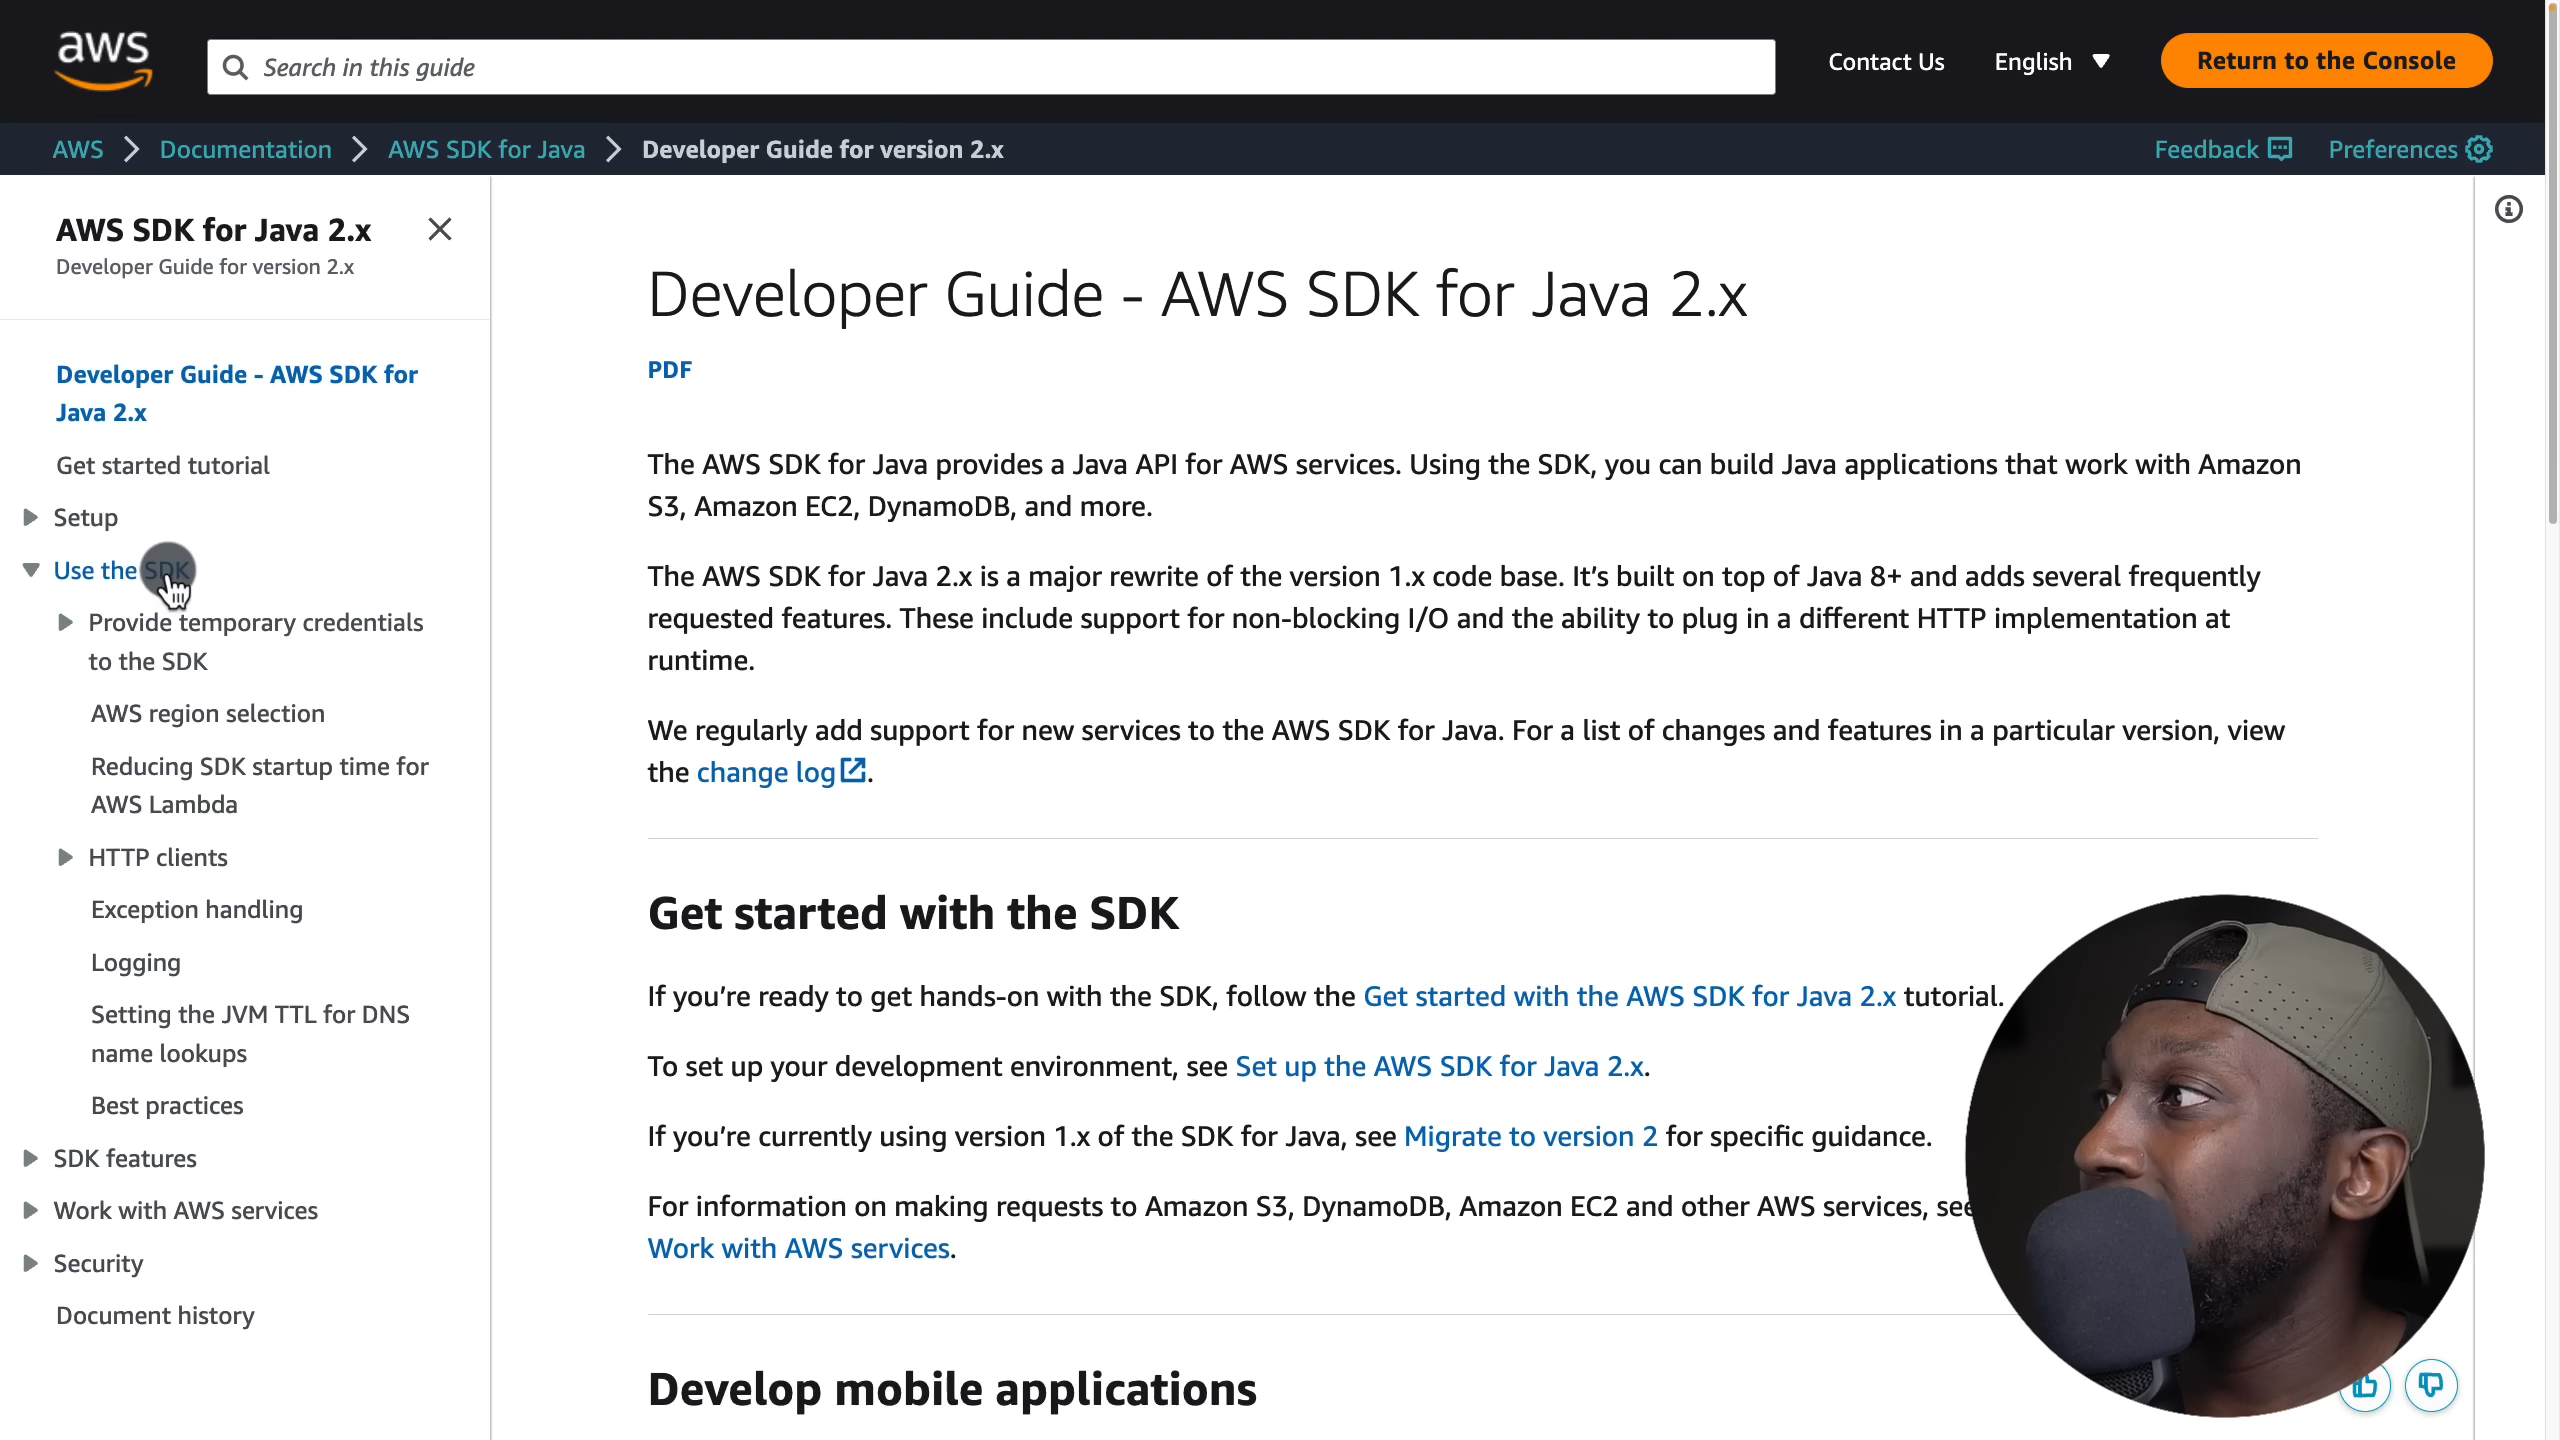 aws
Search in this guide
Contact Us
English
Return to the Console
AWS
Documentation
AWS SDK for Java
Developer Guide for version 2.x
Feedback
Preferences
AWS SDK for Java 2.x
Developer Guide for version 2.x
Developer Guide - AWS SDK for
Java 2.x
Get started tutorial
Setup
Use the SDK
Provide temporary credentials
to the SDK
AWS region selection
Reducing SDK startup time for
AWS Lambda
HTTP clients
Exception handling
Logging
Setting the JVM TTL for DNS
name lookups
Best practices
SDK features
Work with AWS services
Security
Document history
Developer Guide - AWS SDK for Java 2.x
PDF
The AWS SDK for Java provides a Java API for AWS services. Using the SDK, you can build Java applications that work with Amazon
S3, Amazon EC2, DynamoDB, and more.
The AWS SDK for Java 2.x is a major rewrite of the version 1.x code base. It’s built on top of Java 8+ and adds several frequently
requested features. These include support for non-blocking I/O and the ability to plug in a different HTTP implementation at
runtime.
We regularly add support for new services to the AWS SDK for Java. For a list of changes and features in a particular version, view
the change log.
Get started with the SDK
If you’re ready to get hands-on with the SDK, follow the Get started with the AWS SDK for Java 2.x tutorial.
To set up your development environment, see Set up the AWS SDK for Java 2.x.
If you’re currently using version 1.x of the SDK for Java, see Migrate to version 2 for specific guidance.
For information on making requests to Amazon S3, DynamoDB, Amazon EC2 and other AWS services, see
Work with AWS services.
Develop mobile applications